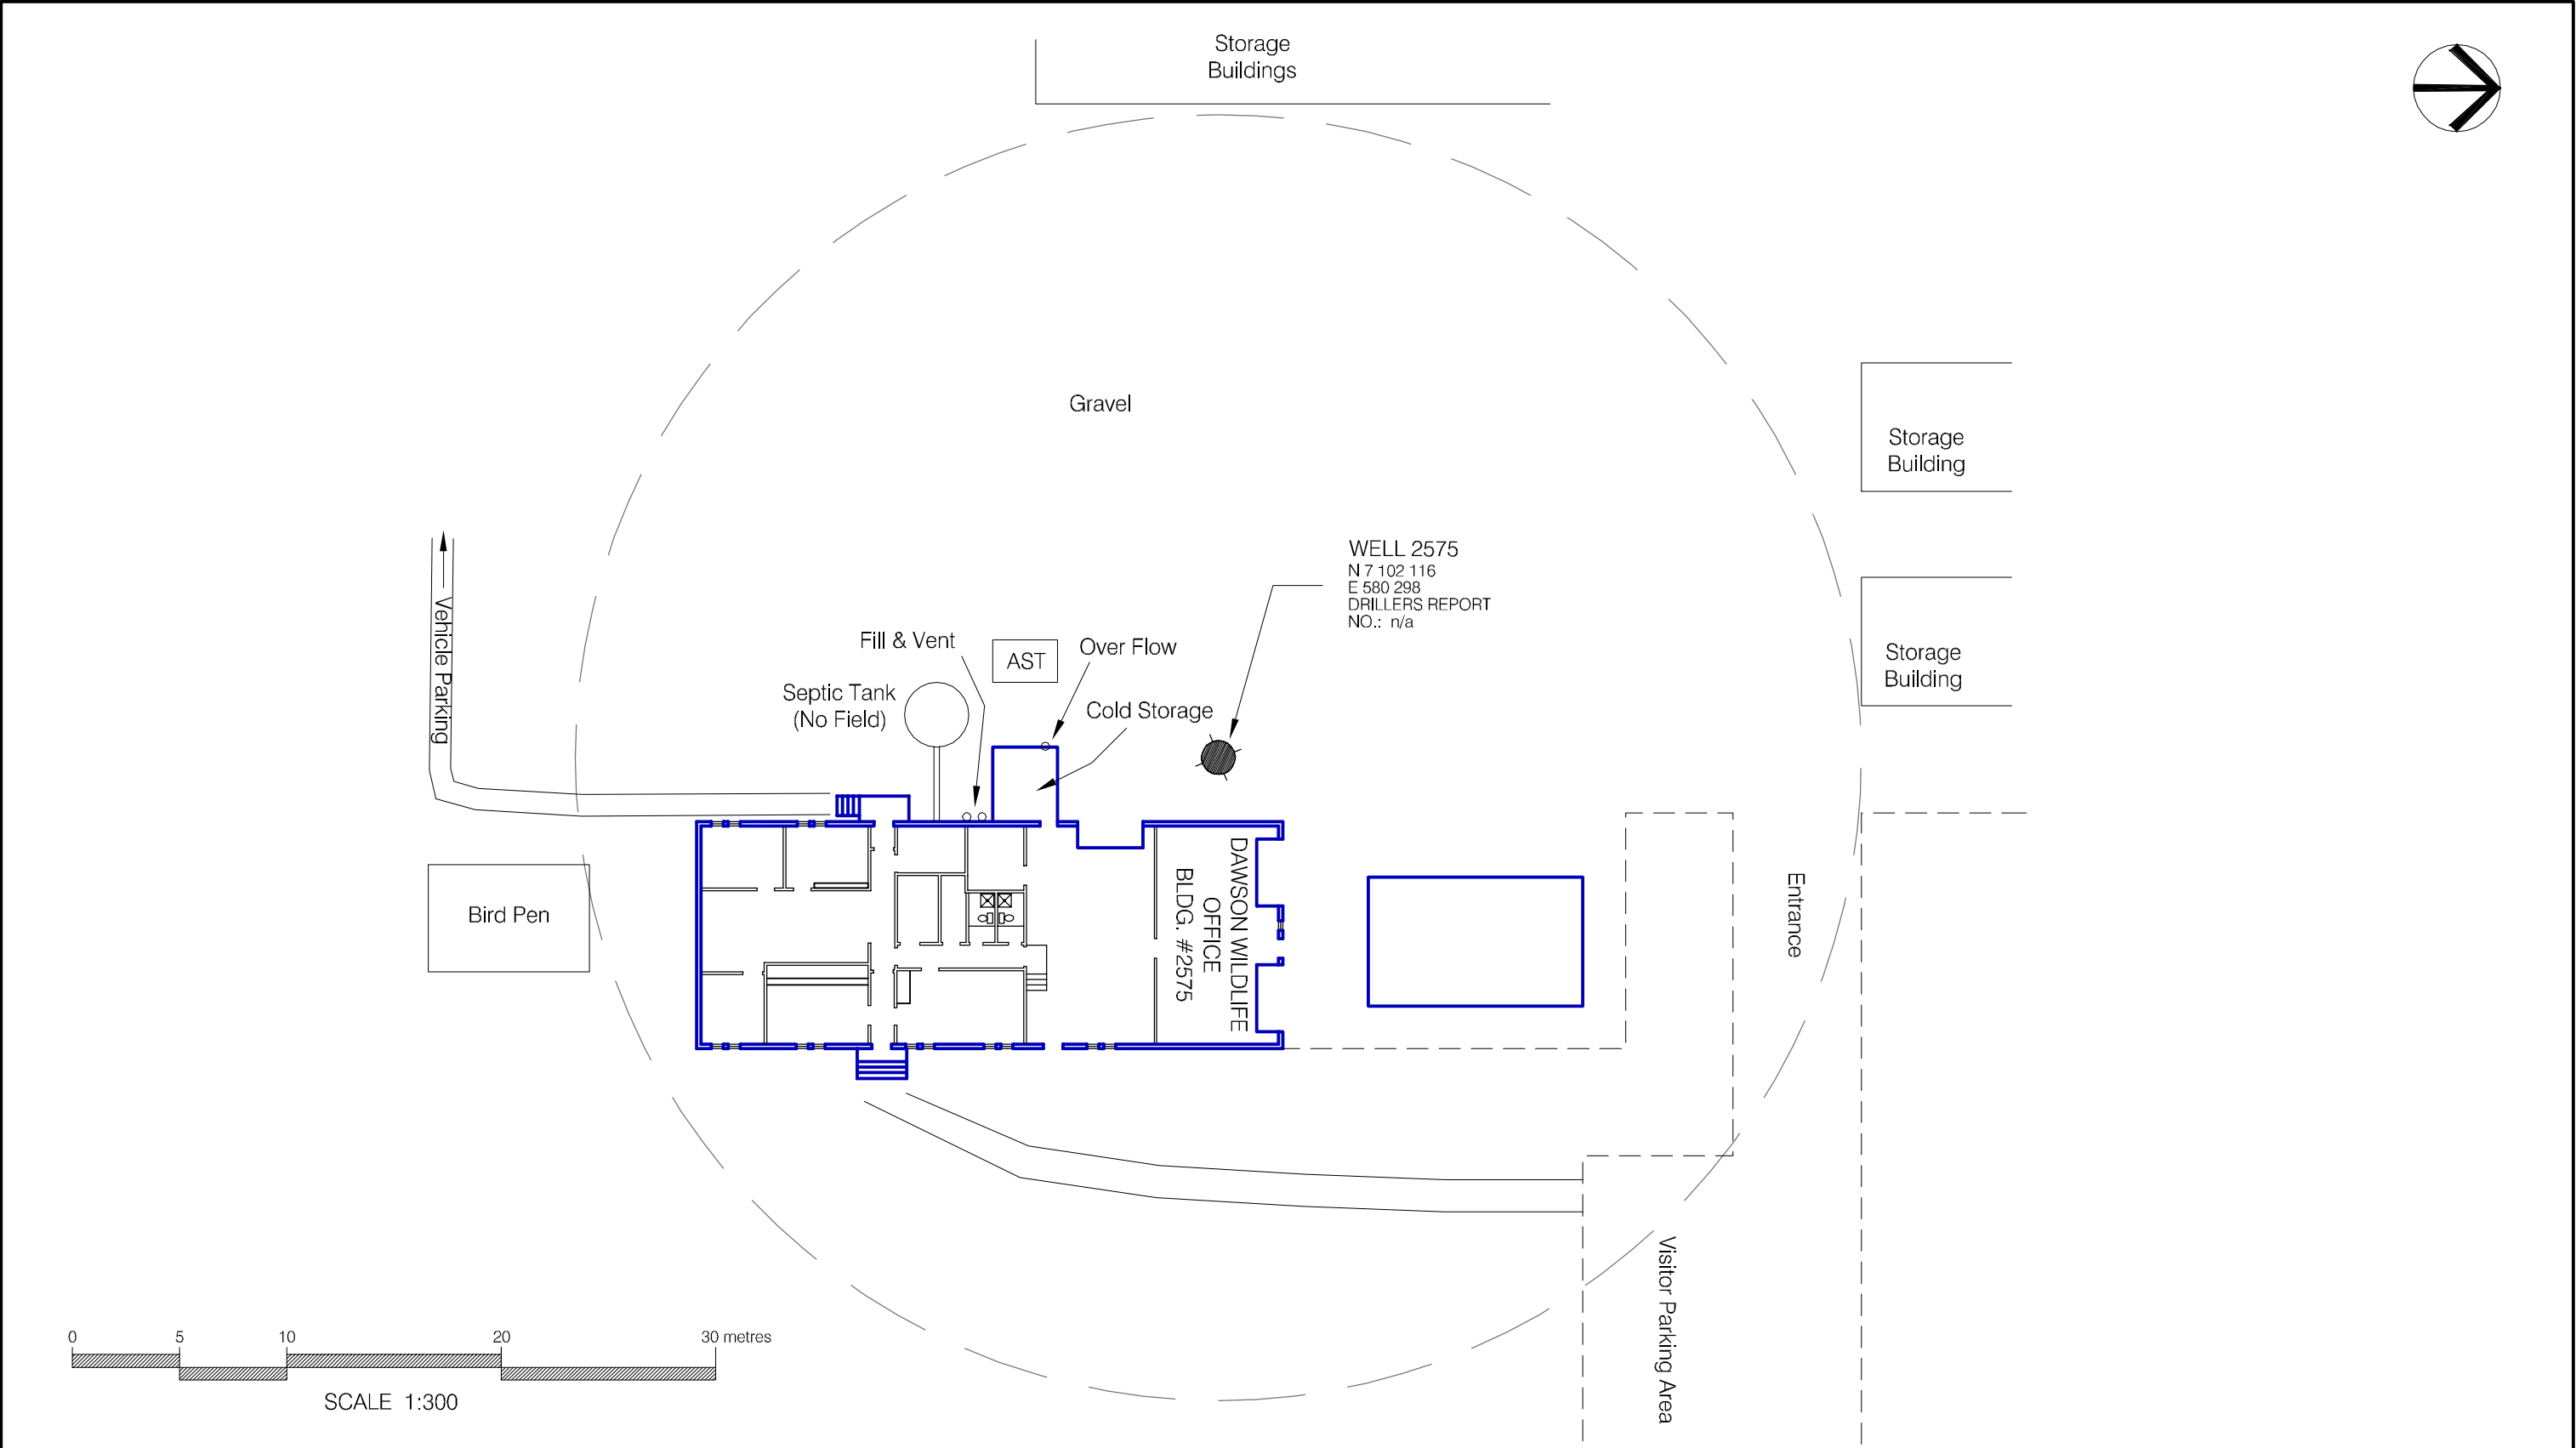 Storage
Buildings
Gravel
Storage
Building
WELL 2575
N 7 102 116
E 580 298
DRILLERS REPORT
NO.: n/a
Vehicle Parking
Fill & Vent
AST
Over Flow
Storage
Building
Septic Tank
(No Field)
Cold Storage
DAWSON WILDLIFE
OFFICE
BLDG. #2575
Bird Pen
Entrance
Visitor Parking Area
0 5 10 20 30 metres
SCALE 1:300